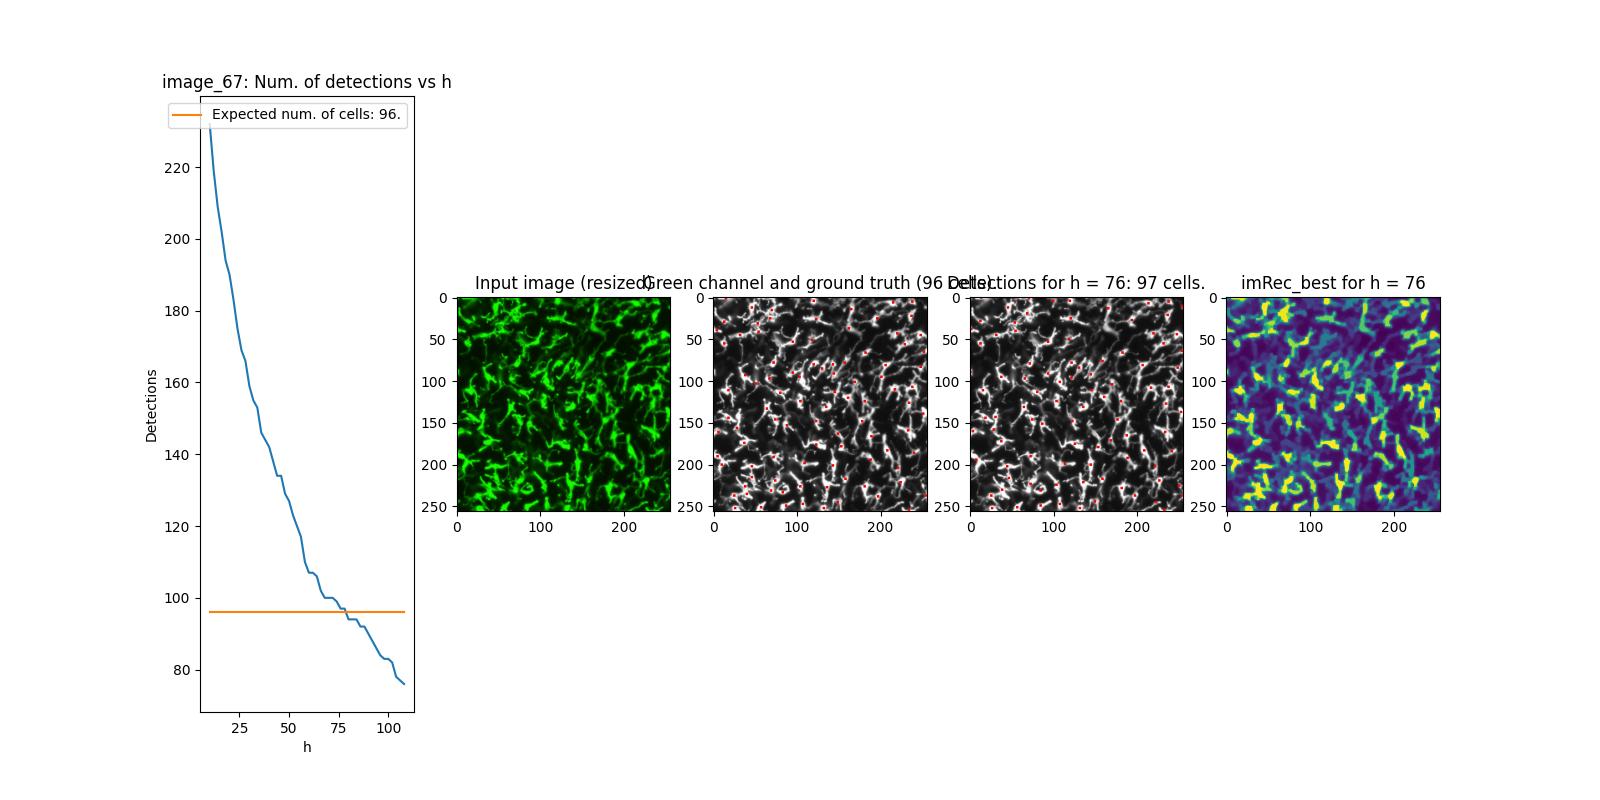 image_67: Num. of detections vs h
Expected num. of cells: 96.
220
200
180
160
140
120
100
80
Detections
25 50 75 100
h
Input image (resized)
0
50
100
150
200
250
0 100 200
Green channel and ground truth (96 cells).
0
50
100
150
200
250
0 100 200
Detections for h = 76: 97 cells.
0
50
100
150
200
250
0 100 200
imRec_best for h = 76
0
50
100
150
200
250
0 100 200